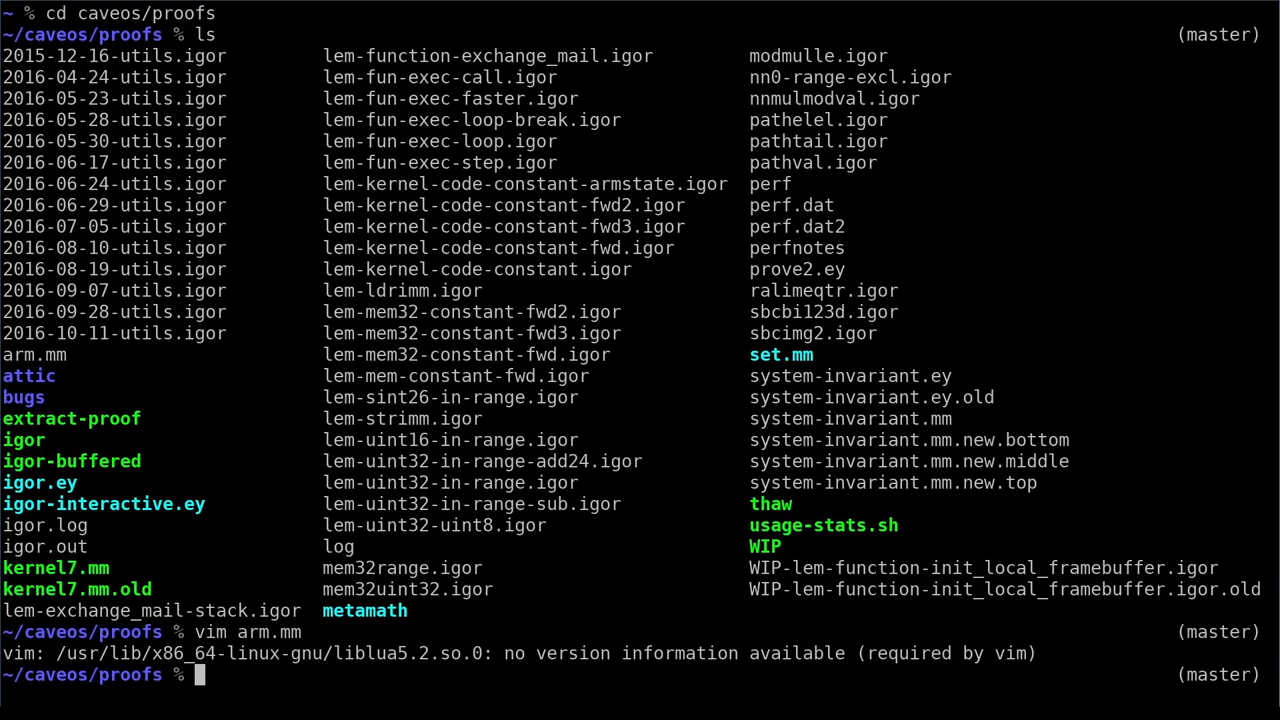 ~ % cd caveos/proofs
~/caveos/proofs % ls (master)
2015-12-16-utils.igor lem-function-exchange_mail.igor modmulle.igor
2016-04-24-utils.igor lem-fun-exec-call.igor nn0-range-excl.igor
2016-05-23-utils.igor lem-fun-exec-faster.igor nnmulmodval.igor
2016-05-28-utils.igor lem-fun-exec-loop-break.igor pathelel.igor
2016-05-30-utils.igor lem-fun-exec-loop.igor pathtail.igor
2016-06-17-utils.igor lem-fun-exec-step.igor pathval.igor
2016-06-24-utils.igor lem-kernel-code-constant-armstate.igor perf
2016-06-29-utils.igor lem-kernel-code-constant-fwd2.igor perf.dat
2016-07-05-utils.igor lem-kernel-code-constant-fwd3.igor perf.dat2
2016-08-10-utils.igor lem-kernel-code-constant-fwd.igor perfnotes
2016-08-19-utils.igor lem-kernel-code-constant.igor prove2.ey
2016-09-07-utils.igor lem-ldrimm.igor ralimeqtr.igor
2016-09-28-utils.igor lem-mem32-constant-fwd2.igor sbcbi123d.igor
2016-10-11-utils.igor lem-mem32-constant-fwd3.igor sbcimg2.igor
arm.mm lem-mem32-constant-fwd.igor set.mm
attic lem-mem-constant-fwd.igor system-invariant.ey
bugs lem-sint26-in-range.igor system-invariant.ey.old
extract-proof lem-strimm.igor system-invariant.mm
igor lem-uint16-in-range.igor system-invariant.mm.new.bottom
igor-buffered lem-uint32-in-range-add24.igor system-invariant.mm.new.middle
igor.ey lem-uint32-in-range.igor system-invariant.mm.new.top
igor-interactive.ey lem-uint32-in-range-sub.igor thaw
igor.log lem-uint32-uint8.igor usage-stats.sh
igor.out log WIP
kernel7.mm mem32range.igor WIP-lem-function-init_local_framebuffer.igor
kernel7.mm.old mem32uint32.igor WIP-lem-function-init_local_framebuffer.igor.old
lem-exchange_mail-stack.igor metamath
~/caveos/proofs % vim arm.mm (master)
vim: /usr/lib/x86_64-linux-gnu/liblua5.2.so.0: no version information available (required by vim)
~/caveos/proofs % (master)